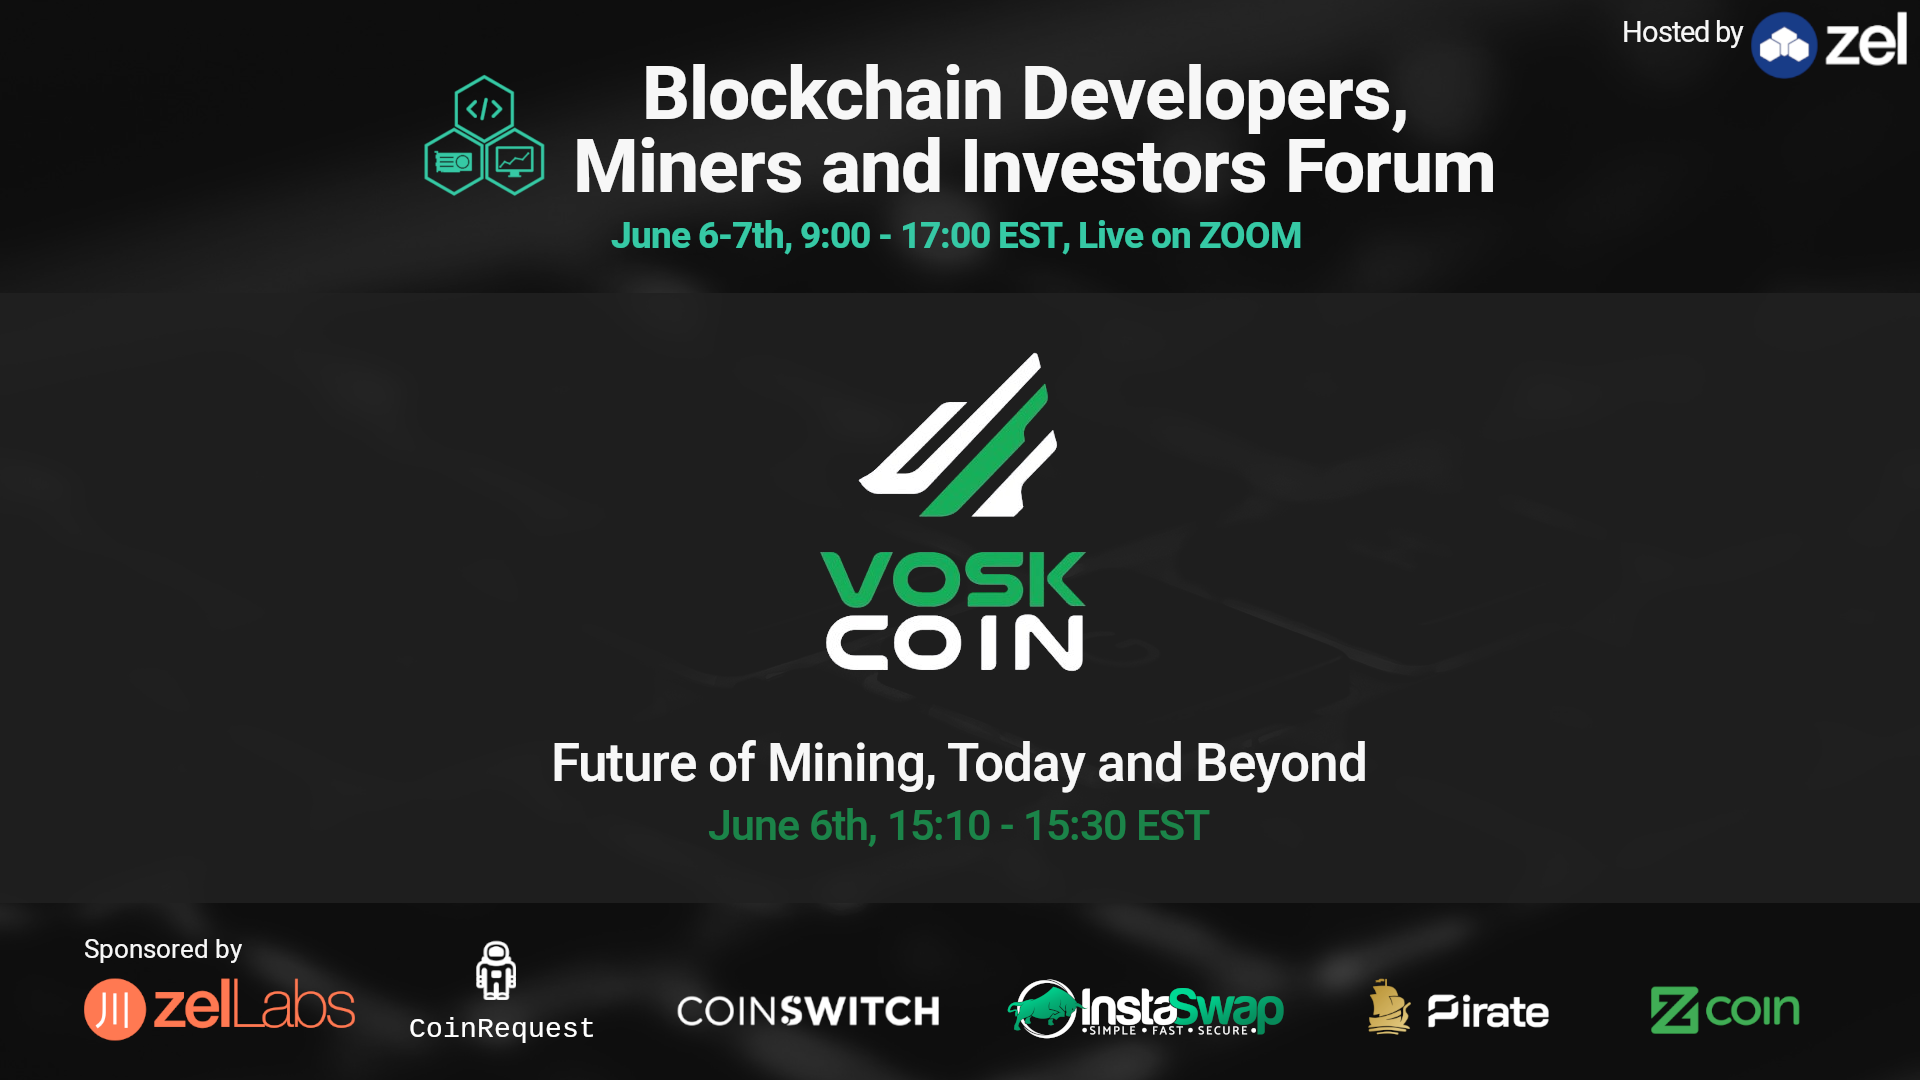 Hosted by zel
Blockchain Developers,
Miners and Investors Forum
June 6-7th, 9:00 - 17:00 EST, Live on ZOOM
VOSK
COIN
Future of Mining, Today and Beyond
June 6th, 15:10 - 15:30 EST
Sponsored by
zelLabs
CoinRequest
COINSWITCH
InstaSwap
•SIMPLE•FAST•SECURE•
Pirate
Zcoin